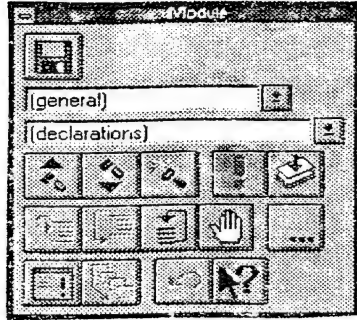 Module
(general)
(declarations)
...
?